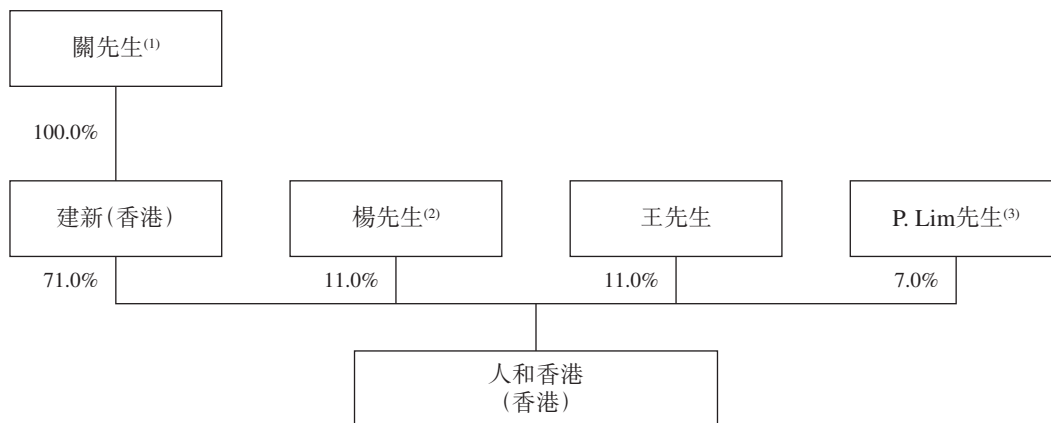 關先生(1)
100.0%
建新(香港)
楊先生(2)
王先生
P. Lim先生(3)
71.0%
11.0%
11.0%
7.0%
人和香港
(香港)